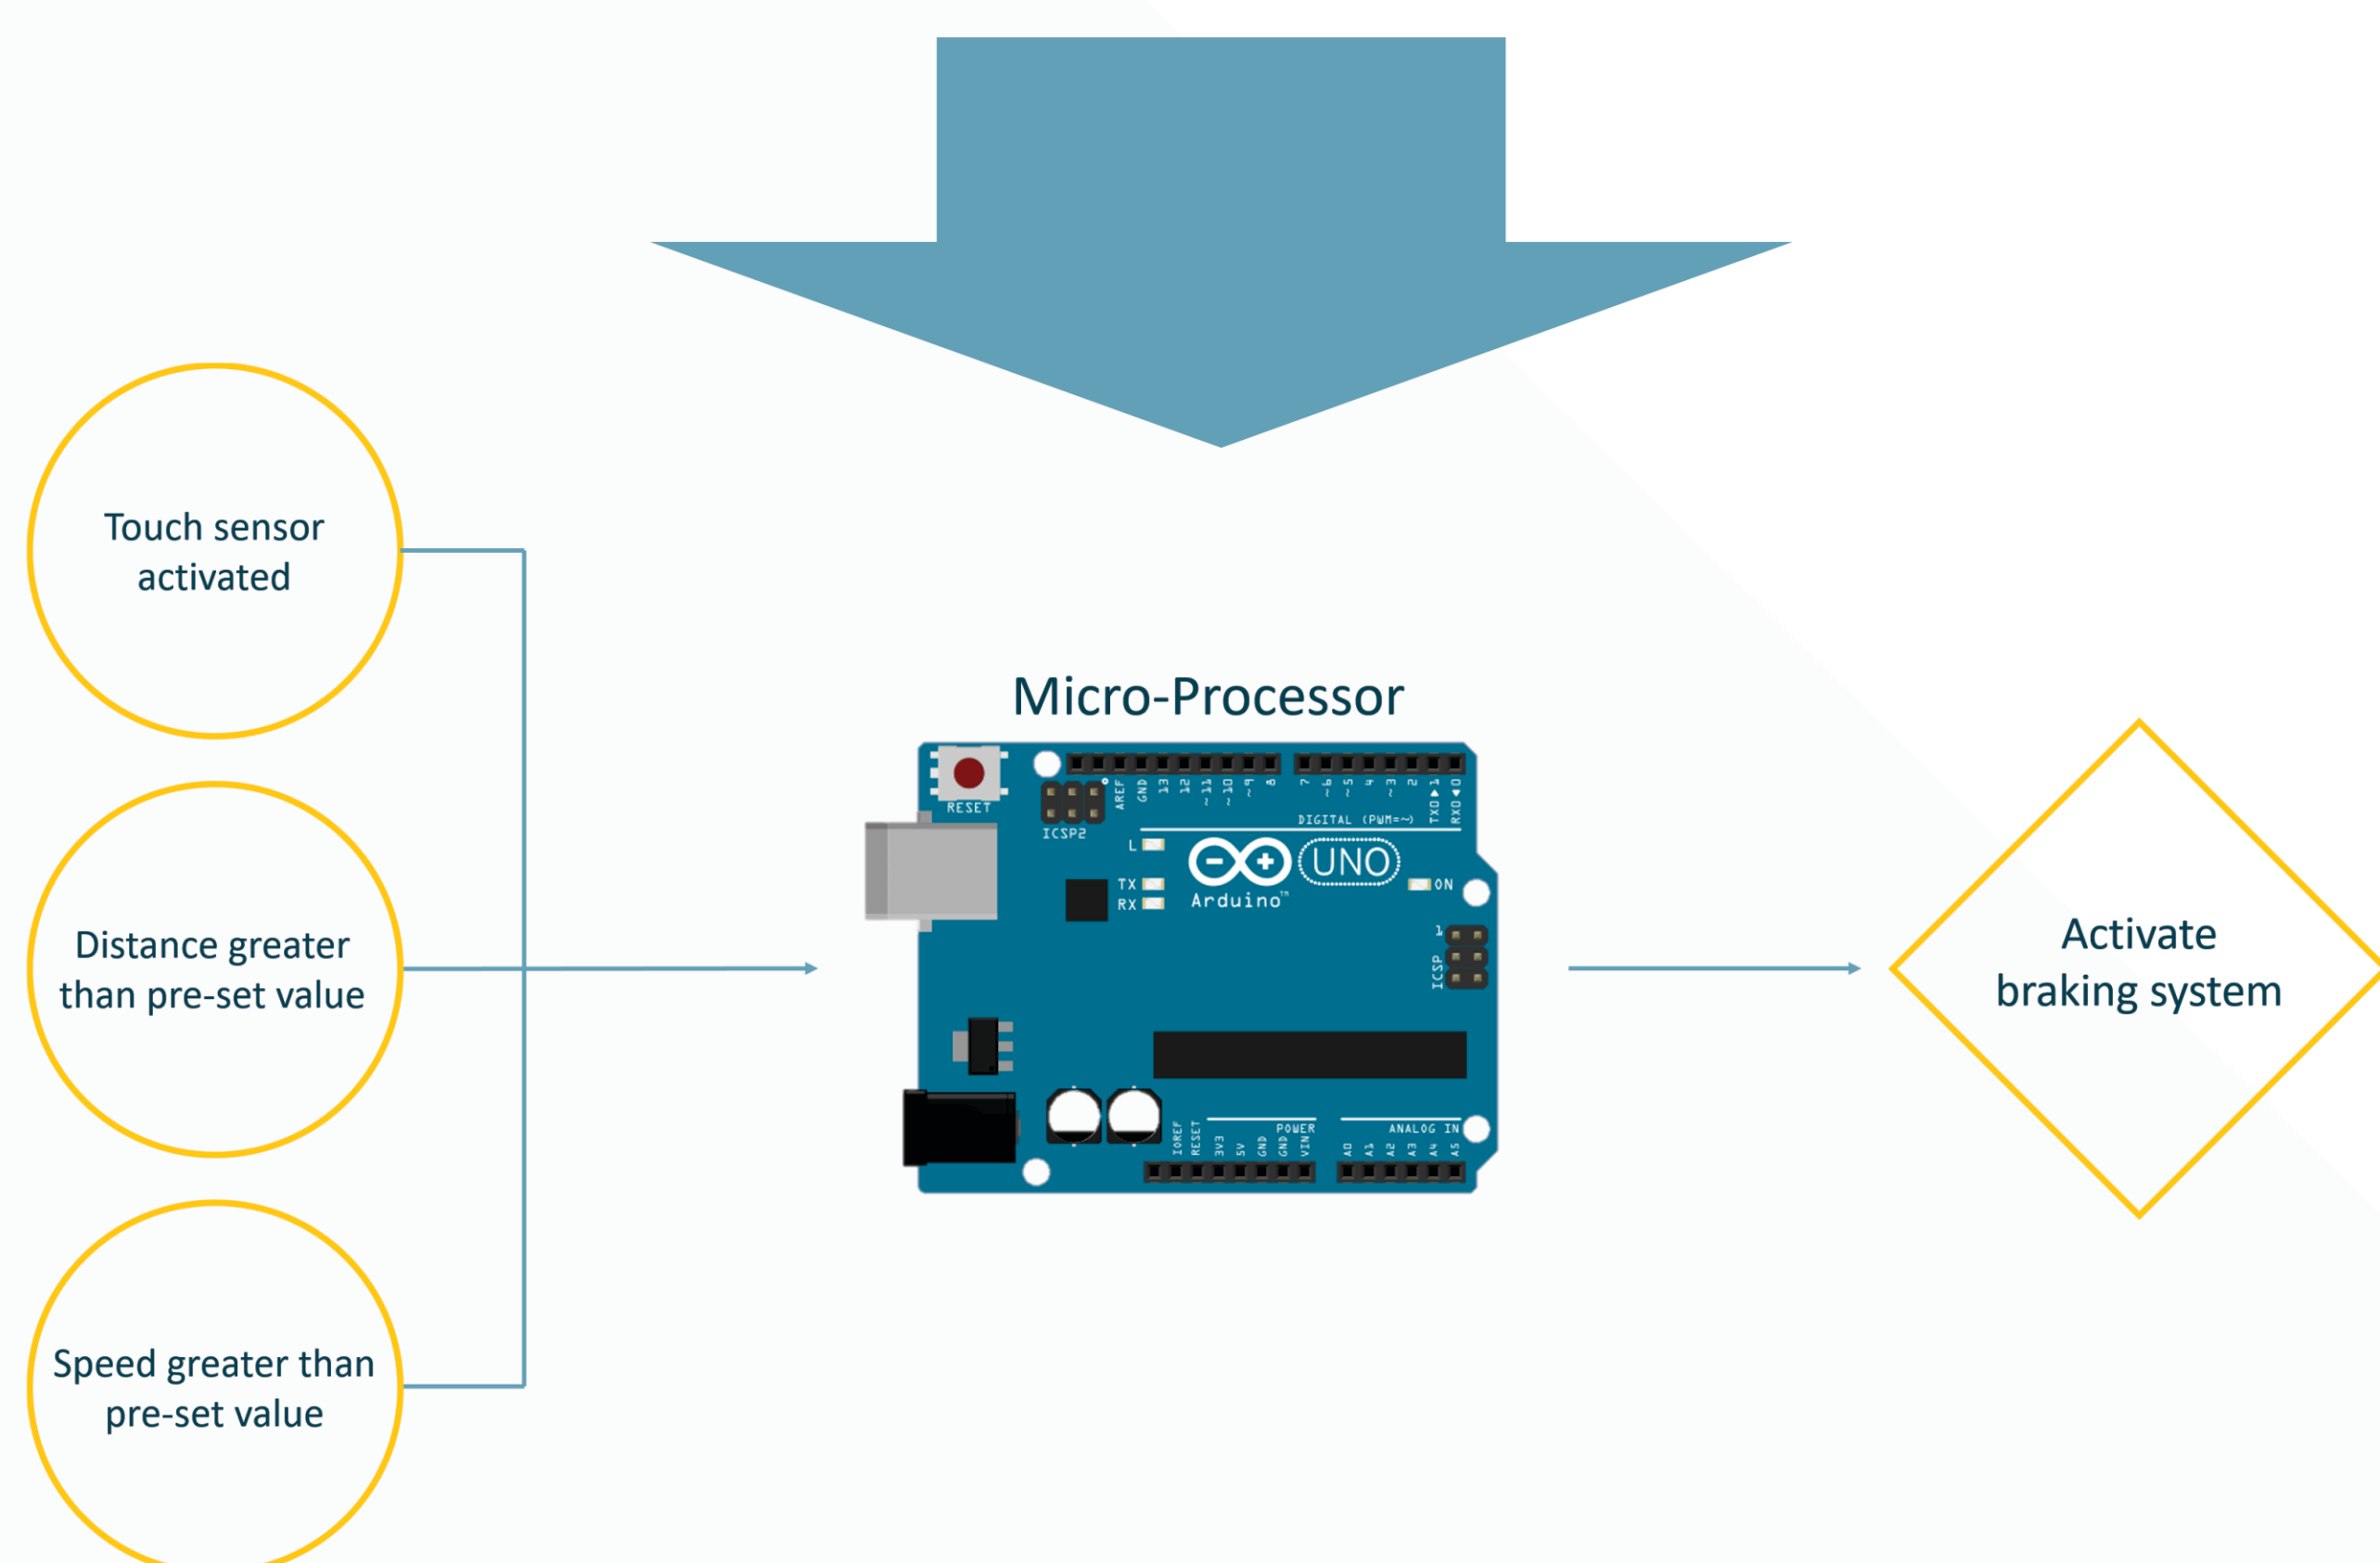 Touch sensor
activated
Distance greater
than pre-set value
Speed greater than
pre-set value
Micro-Processor
RESET
ICSP2
AREF
GND
13
12
~11
~10
~9
8
7
~6
~5
4
~3
2
TX0▶1
RX0◀0
DIGITAL (PWM=~)
L
TX
RX
Arduino™
UNO
ON
1
ICSP
POWER
ANALOG IN
IOREF
RESET
3V3
5V
GND
GND
VIN
A0
A1
A2
A3
A4
A5
Activate
braking system